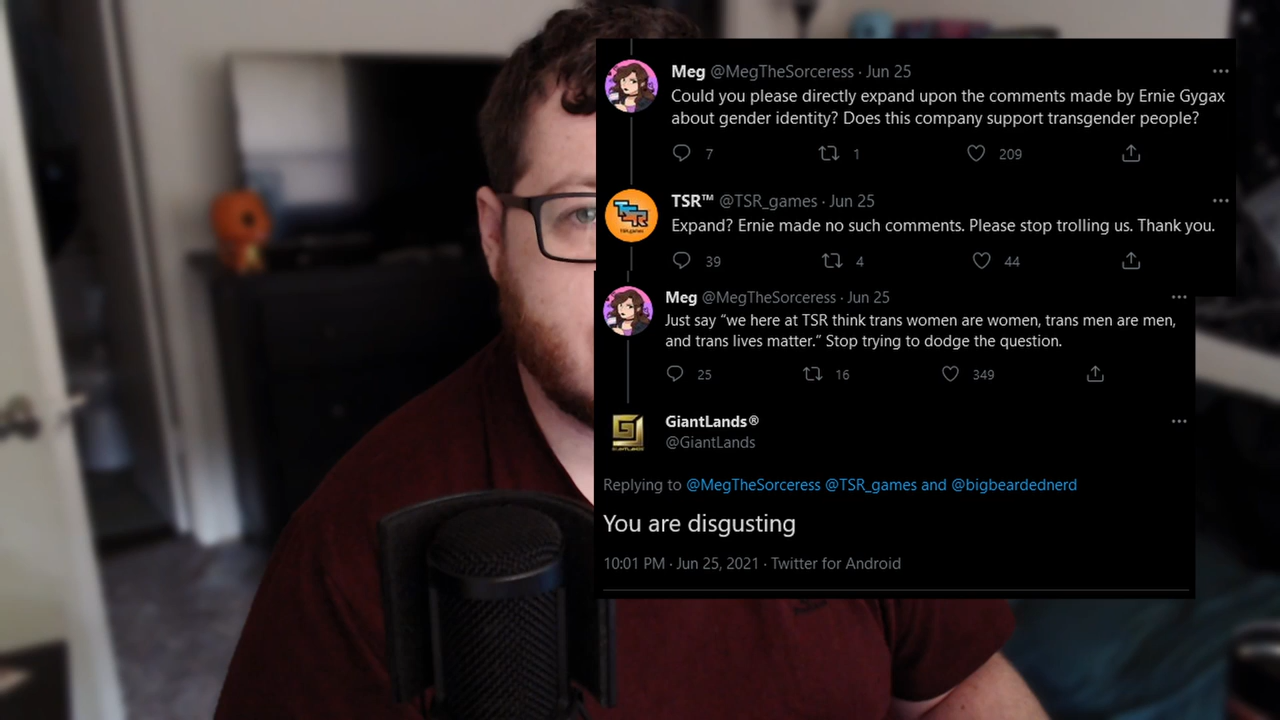 Meg @MegTheSorceress · Jun 25
Could you please directly expand upon the comments made by Ernie Gygax
about gender identity? Does this company support transgender people?
7 1 209
TSR™ @TSR_games · Jun 25
Expand? Ernie made no such comments. Please stop trolling us. Thank you.
39 4 44
Meg @MegTheSorceress · Jun 25
Just say “we here at TSR think trans women are women, trans men are men,
and trans lives matter.” Stop trying to dodge the question.
25 16 349
GiantLands®
@GiantLands
Replying to @MegTheSorceress @TSR_games and @bigbeardednerd
You are disgusting
10:01 PM · Jun 25, 2021 · Twitter for Android